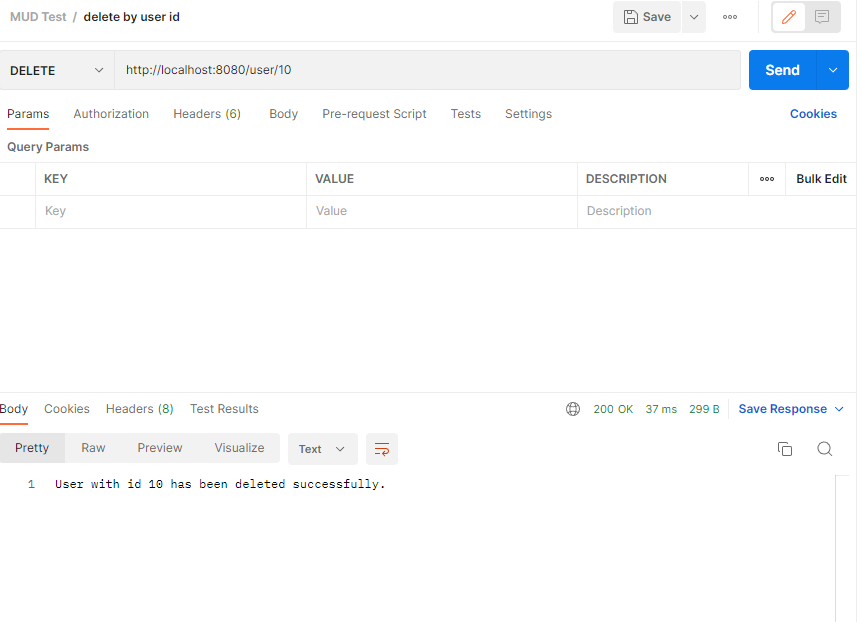 MUD Test / delete by user id
Save
DELETE
http://localhost:8080/user/10
Send
Params Authorization Headers (6) Body Pre-request Script Tests Settings Cookies
Query Params
KEY VALUE DESCRIPTION Bulk Edit
Key Value Description
Body Cookies Headers (8) Test Results 200 OK 37 ms 299 B Save Response
Pretty Raw Preview Visualize Text
1 User with id 10 has been deleted successfully.